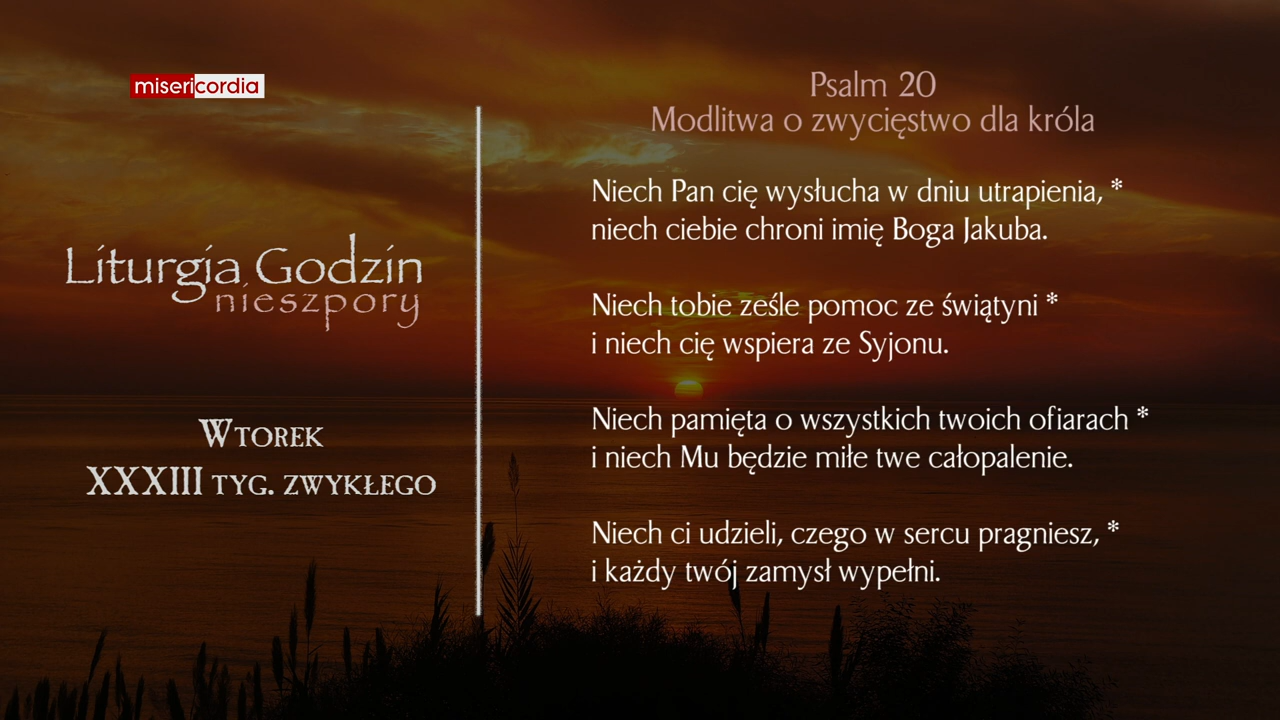 misericordia
Liturgia Godzin
nieszpory
Wtorek
XXXIII tyg. zwykłego
Psalm 20
Modlitwa o zwycięstwo dla króla
Niech Pan cię wysłucha w dniu utrapienia, *
niech ciebie chroni imię Boga Jakuba.
Niech tobie ześle pomoc ze świątyni *
i niech cię wspiera ze Syjonu.
Niech pamięta o wszystkich twoich ofiarach *
i niech Mu będzie miłe twe całopalenie.
Niech ci udzieli, czego w sercu pragniesz, *
i każdy twój zamysł wypełni.